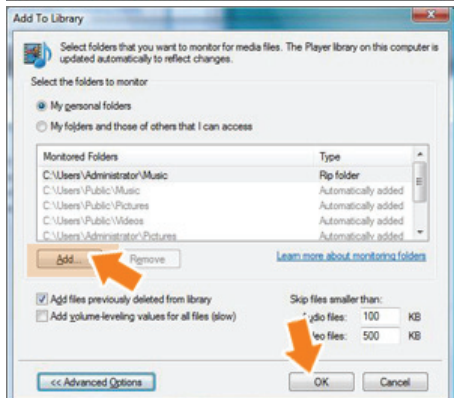 Add To Library
Select folders that you want to monitor for media files. The Player library on this computer is
updated automatically to reflect changes.
Select the folders to monitor
My personal folders
My folders and those of others that I can access
Monitored Folders Type
C:\Users\Administrator\Music Rip folder
C:\Users\Public\Music Automatically added
C:\Users\Public\Pictures Automatically added
C:\Users\Public\Videos Automatically added
C:\Users\Administrator\Pictures Automatically added
Add... Remove Learn more about monitoring folders
Add files previously deleted from library Skip files smaller than:
Add volume-leveling values for all files (slow) files: 100 KB
files: 500 KB
<< Advanced Options OK Cancel